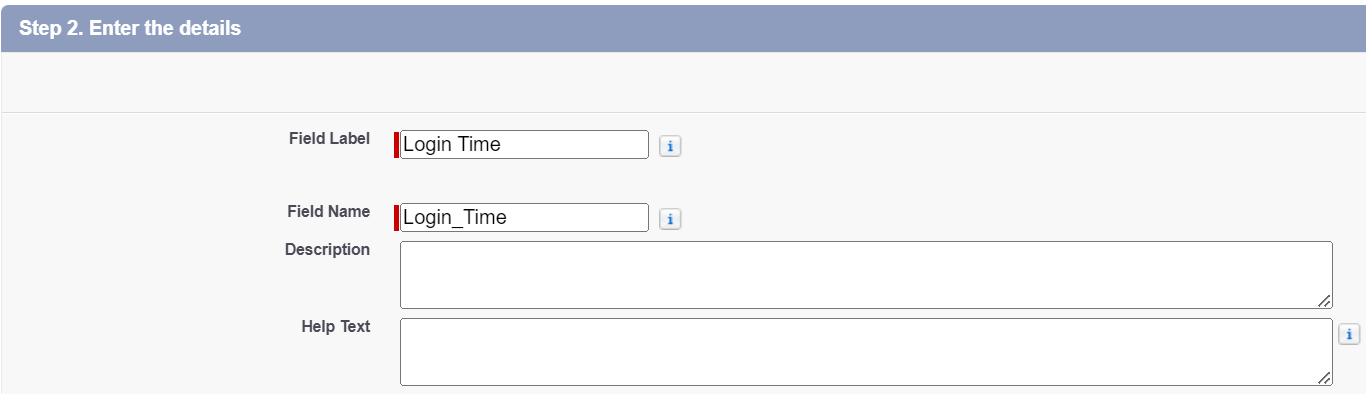 Step 2. Enter the details
Field Label Login Time i
Field Name Login_Time i
Description
Help Text i